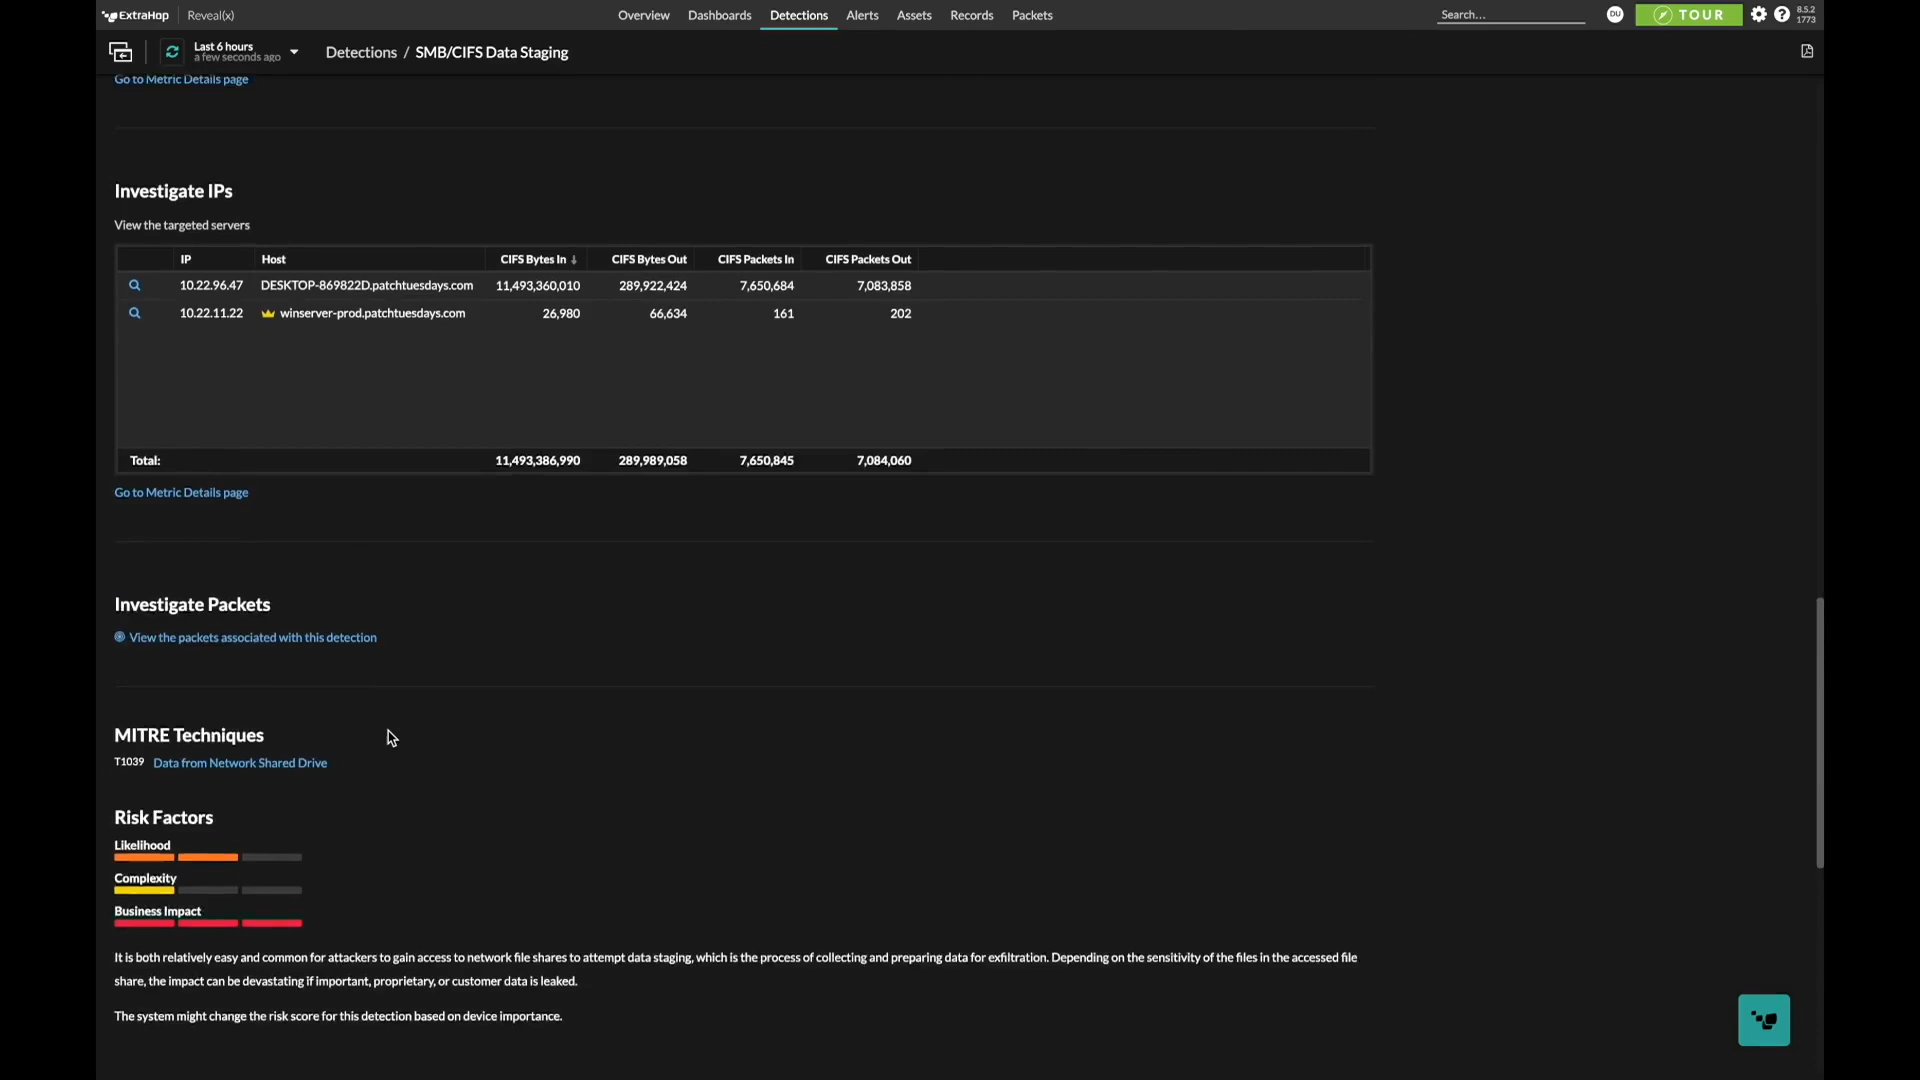 ExtraHop Reveal(x) Overview Dashboards Detections Alerts Assets Records Packets Search... DU TOUR 8.5.2 1773
Last 6 hours
a few seconds ago
Detections / SMB/CIFS Data Staging
Go to Metric Details page
Investigate IPs
View the targeted servers
IP Host CIFS Bytes In ↓ CIFS Bytes Out CIFS Packets In CIFS Packets Out
10.22.96.47 DESKTOP-869822D.patchtuesdays.com 11,493,360,010 289,922,424 7,650,684 7,083,858
10.22.11.22 winserver-prod.patchtuesdays.com 26,980 66,634 161 202
Total: 11,493,386,990 289,989,058 7,650,845 7,084,060
Go to Metric Details page
Investigate Packets
View the packets associated with this detection
MITRE Techniques
T1039 Data from Network Shared Drive
Risk Factors
Likelihood
Complexity
Business Impact
It is both relatively easy and common for attackers to gain access to network file shares to attempt data staging, which is the process of collecting and preparing data for exfiltration. Depending on the sensitivity of the files in the accessed file
share, the impact can be devastating if important, proprietary, or customer data is leaked.
The system might change the risk score for this detection based on device importance.